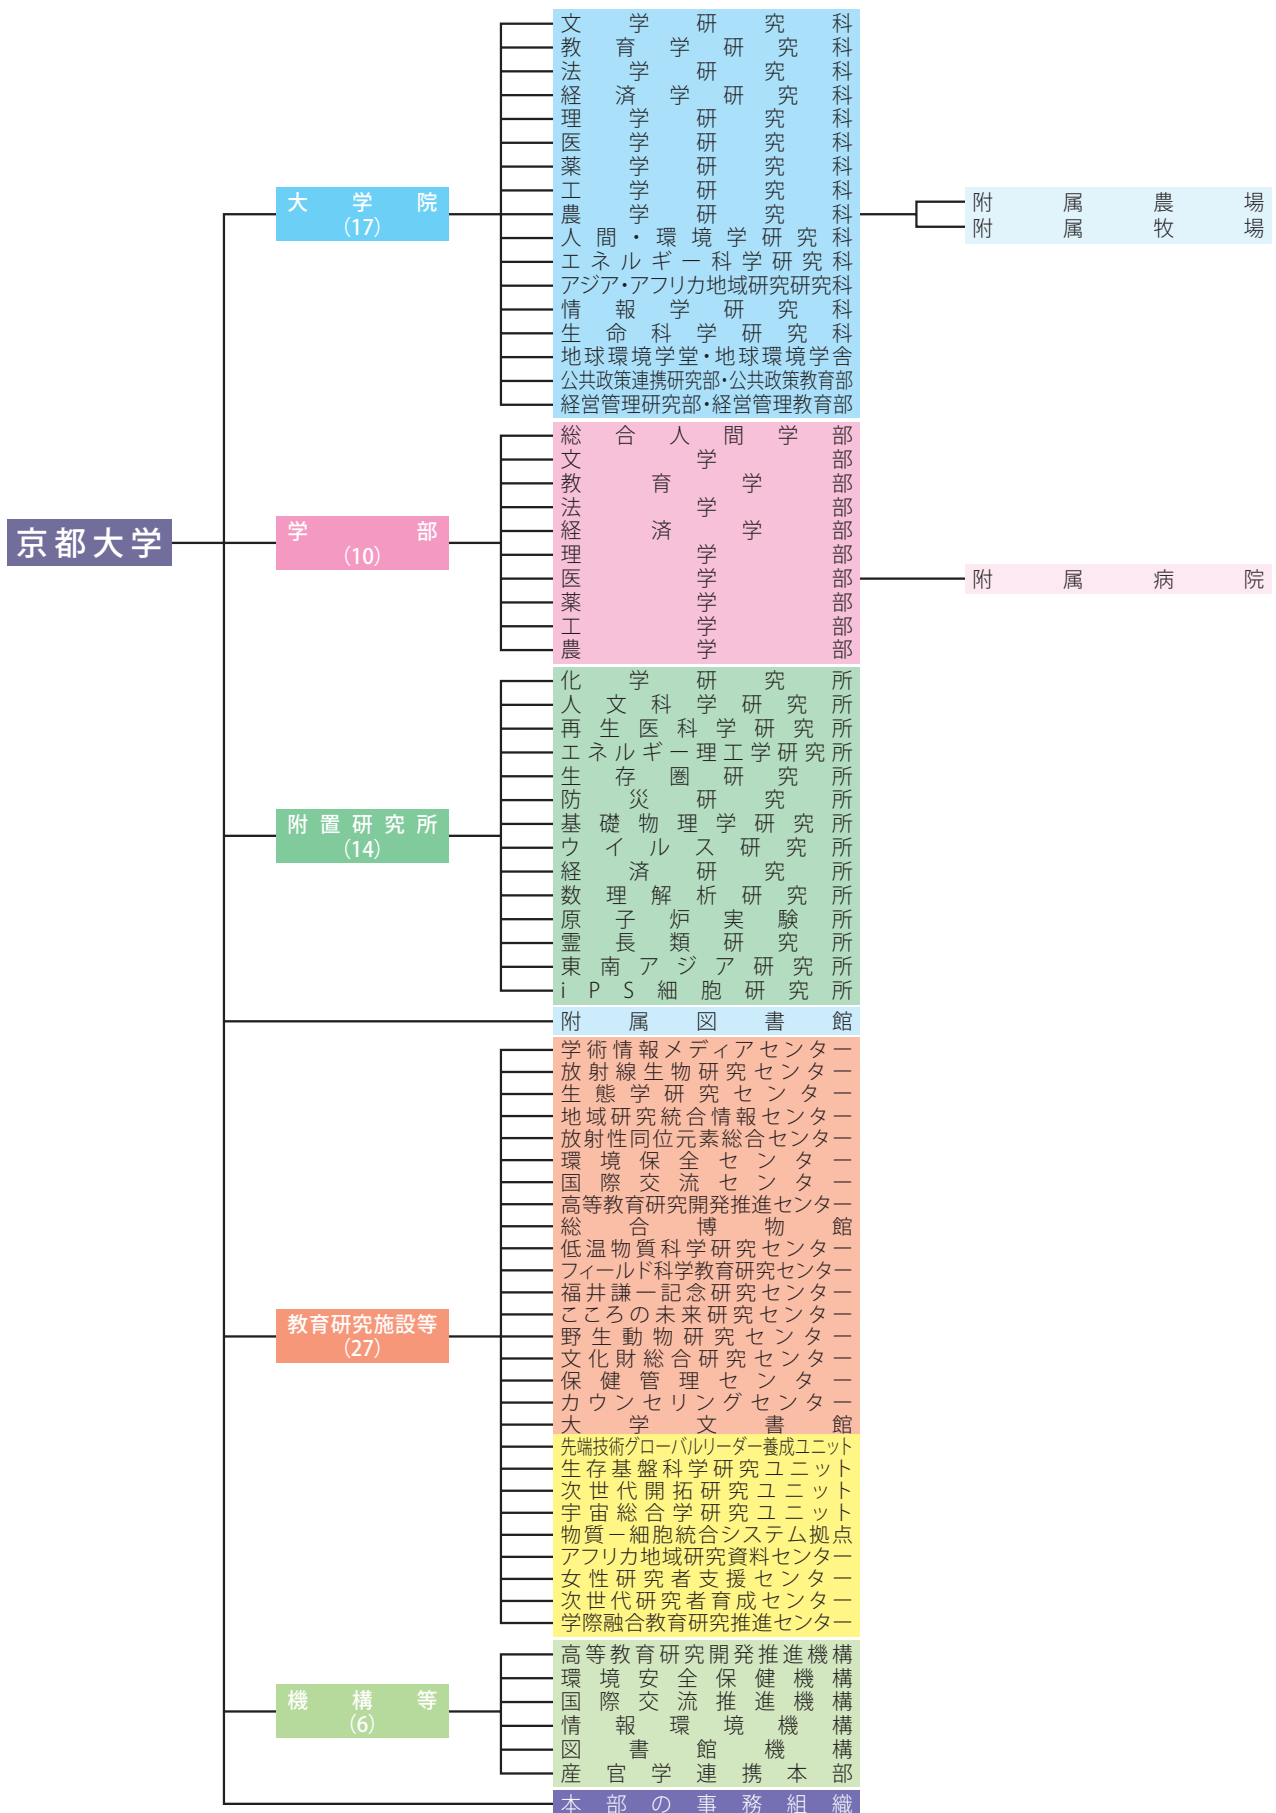 京都大学
大学院
(17)
文学研究科
教育学研究科
法学研究科
経済学研究科
理学研究科
医学研究科
薬学研究科
工学研究科
農学研究科
附属農場
附属牧場
人間・環境学研究科
エネルギー科学研究科
アジア・アフリカ地域研究研究科
情報学研究科
生命科学研究科
地球環境学堂・地球環境学舎
公共政策連携研究部・公共政策教育部
経営管理研究部・経営管理教育部
学部
(10)
総合人間学部
文学部
教育学部
法学部
経済学部
理学部
医学部
附属病院
薬学部
工学部
農学部
附置研究所
(14)
化学研究所
人文科学研究所
再生医科学研究所
エネルギー理工学研究所
生存圏研究所
防災研究所
基礎物理学研究所
ウイルス研究所
経済研究所
数理解析研究所
原子炉実験所
霊長類研究所
東南アジア研究所
iPS細胞研究所
附属図書館
教育研究施設等
(27)
学術情報メディアセンター
放射線生物研究センター
生態学研究センター
地域研究統合情報センター
放射性同位元素総合センター
環境保全センター
国際交流センター
高等教育研究開発推進センター
総合博物館
低温物質科学研究センター
フィールド科学教育研究センター
福井謙一記念研究センター
こころの未来研究センター
野生動物研究センター
文化財総合研究センター
保健管理センター
カウンセリングセンター
大学文書館
先端技術グローバルリーダー養成ユニット
生存基盤科学研究ユニット
次世代開拓研究ユニット
宇宙総合学研究ユニット
物質－細胞統合システム拠点
アフリカ地域研究資料センター
女性研究者支援センター
次世代研究者育成センター
学際融合教育研究推進センター
機構等
(6)
高等教育研究開発推進機構
環境安全保健機構
国際交流推進機構
情報環境機構
図書館機構
産官学連携本部
本部の事務組織